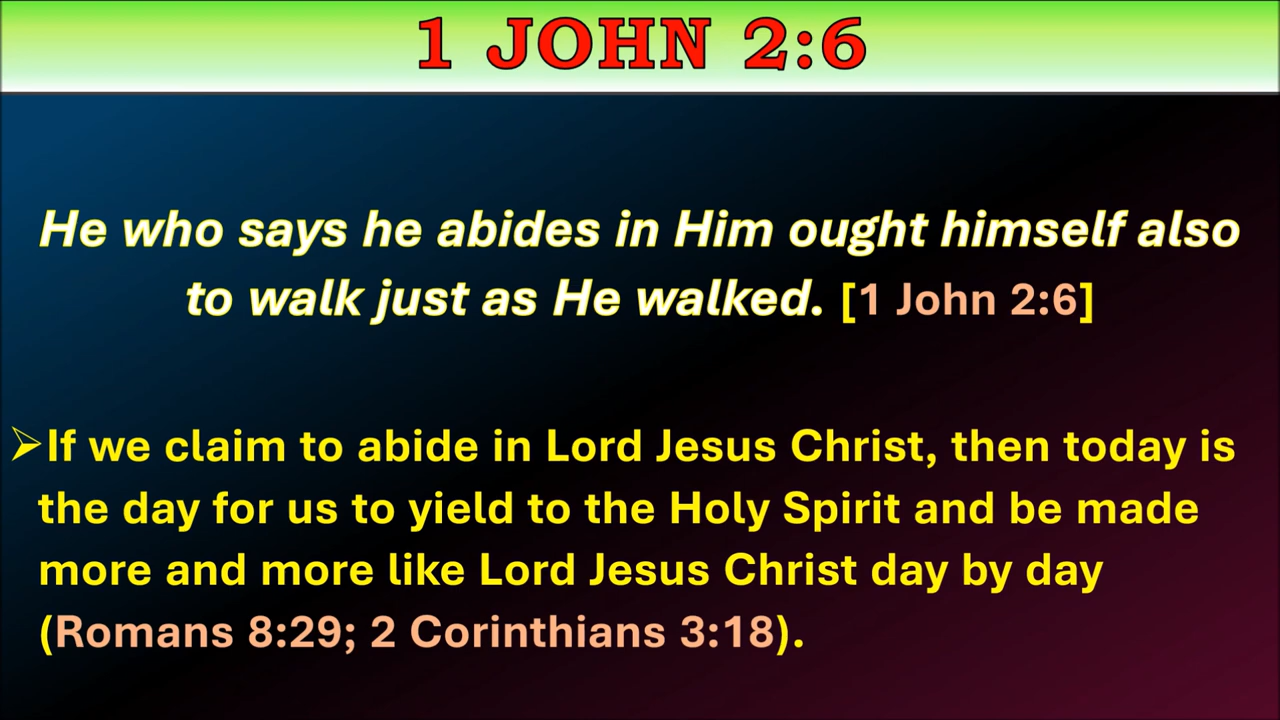 1 JOHN 2:6
He who says he abides in Him ought himself also
to walk just as He walked. [1 John 2:6]
➢If we claim to abide in Lord Jesus Christ, then today is
the day for us to yield to the Holy Spirit and be made
more and more like Lord Jesus Christ day by day
(Romans 8:29; 2 Corinthians 3:18).